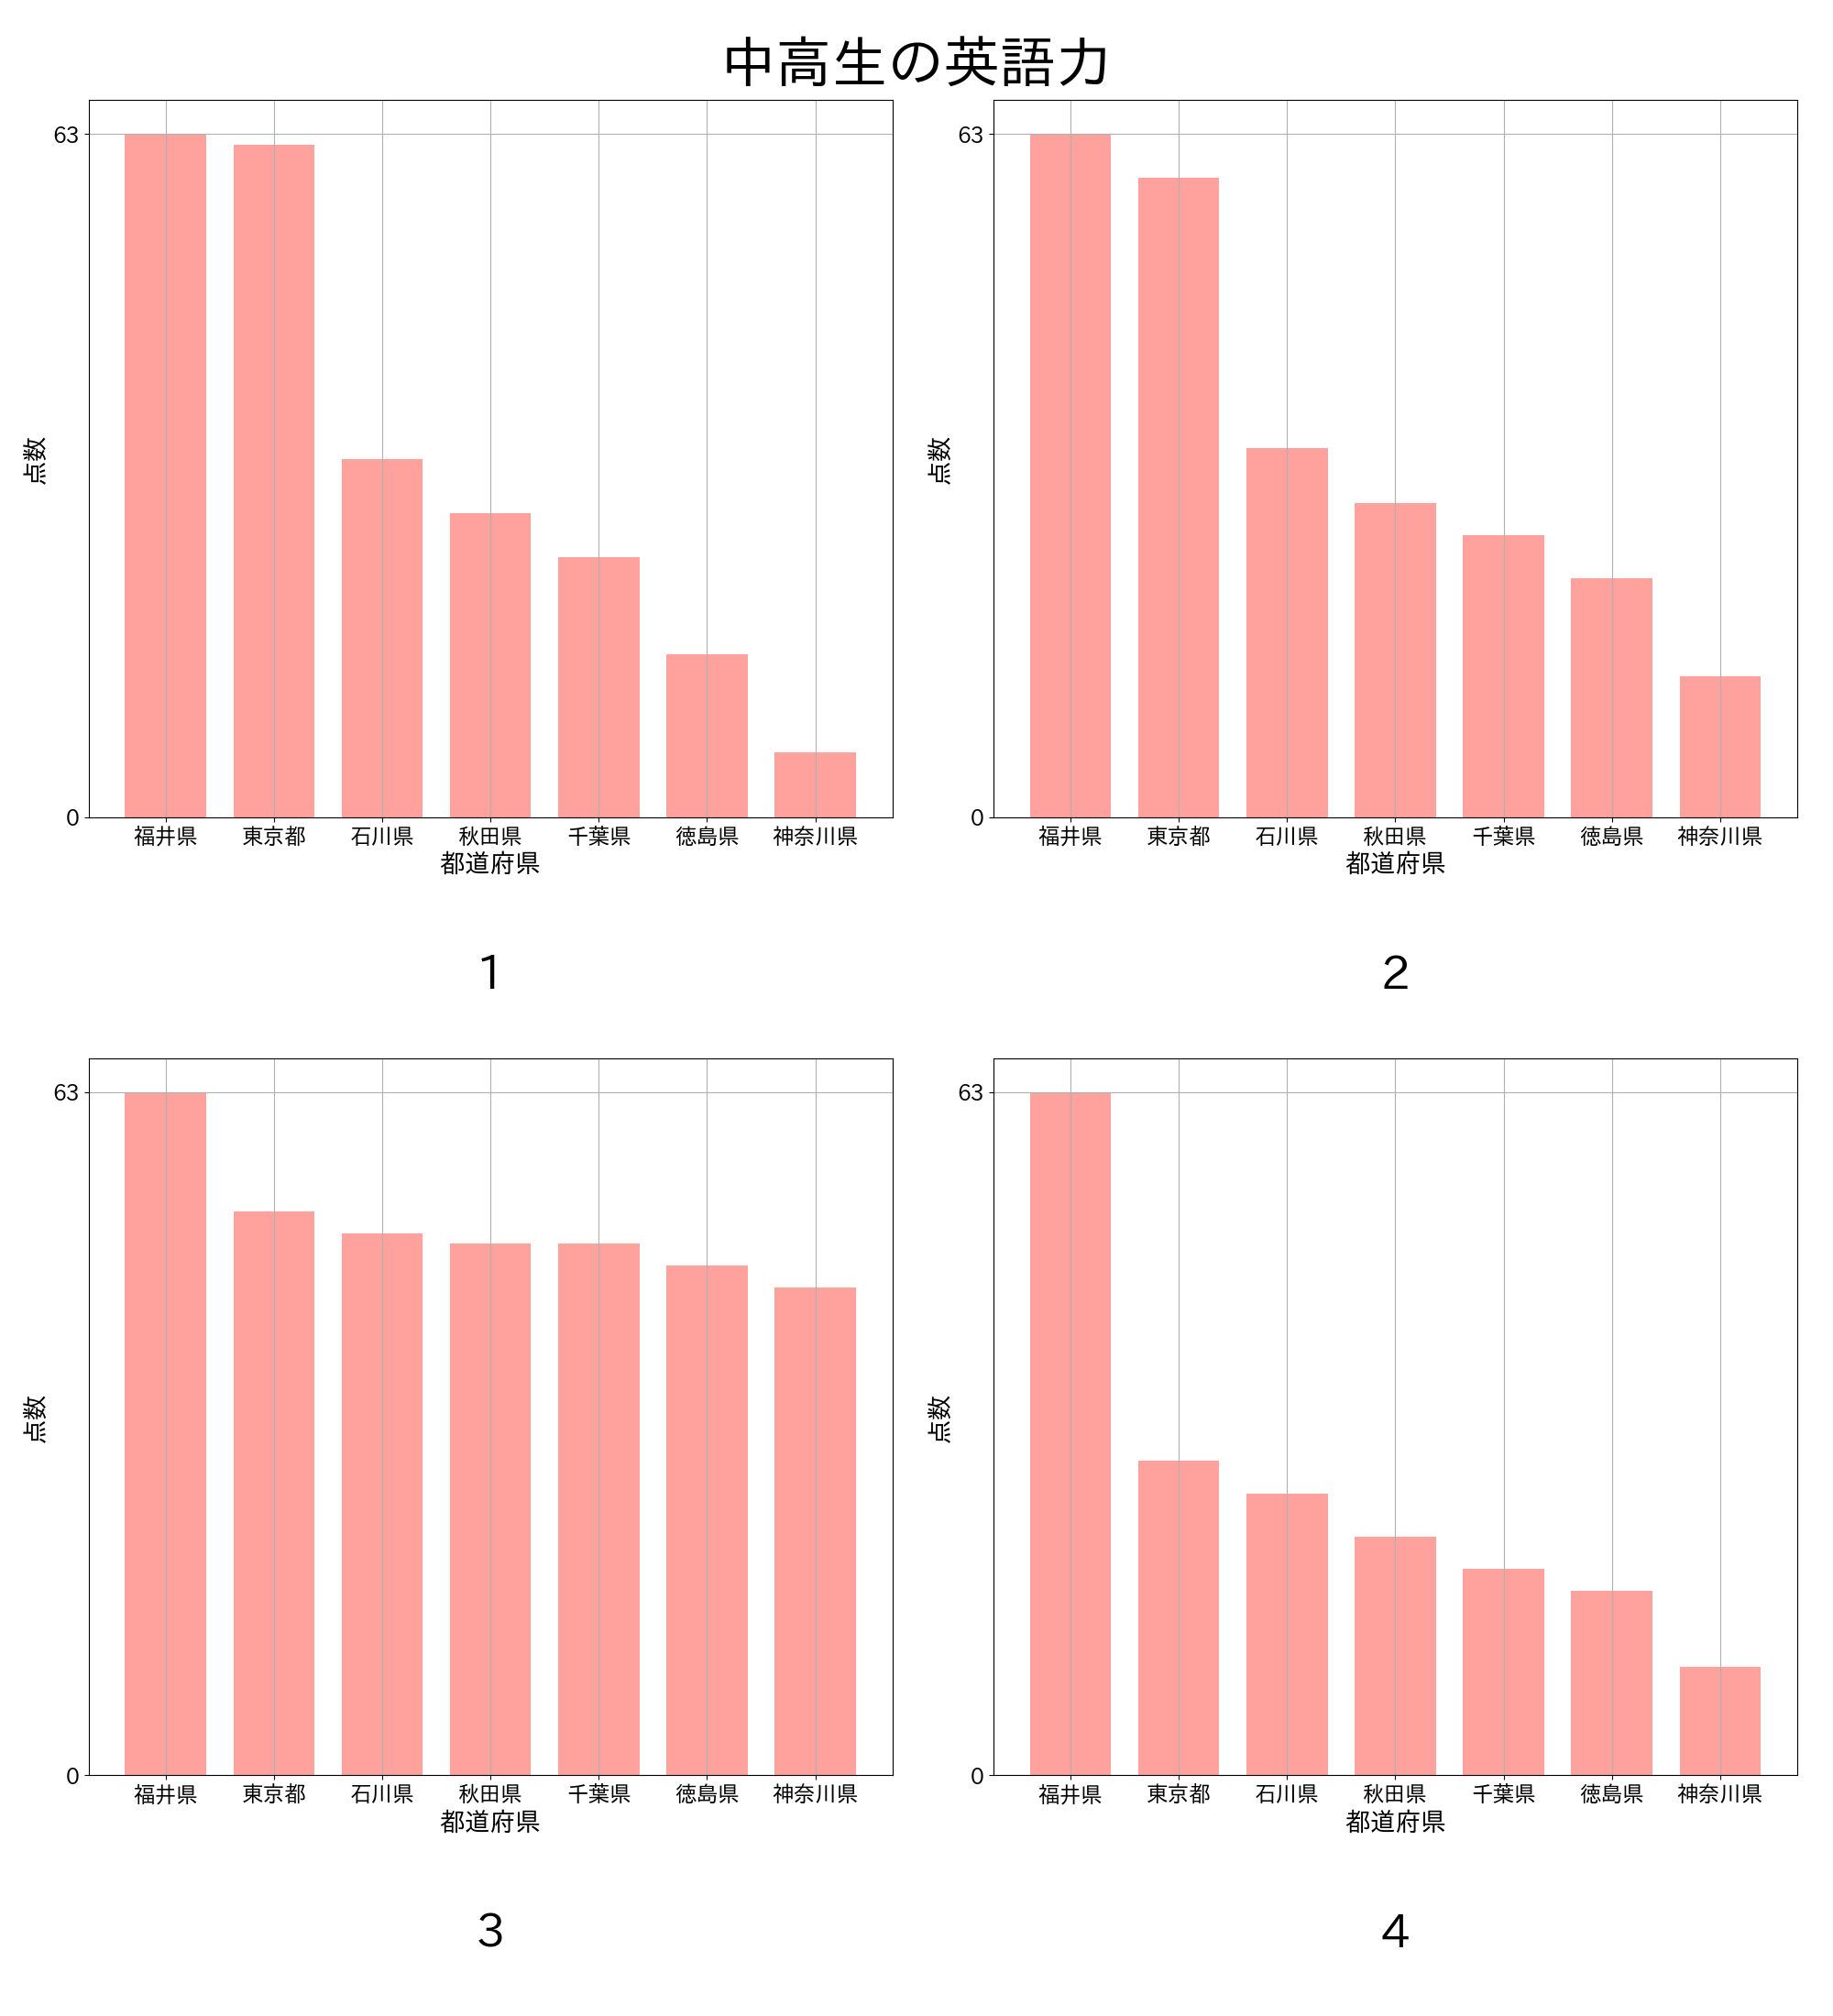 中高生の英語力
63
点数
0
福井県 東京都 石川県 秋田県 千葉県 徳島県 神奈川県
都道府県
1
63
点数
0
福井県 東京都 石川県 秋田県 千葉県 徳島県 神奈川県
都道府県
2
63
点数
0
福井県 東京都 石川県 秋田県 千葉県 徳島県 神奈川県
都道府県
3
63
点数
0
福井県 東京都 石川県 秋田県 千葉県 徳島県 神奈川県
都道府県
4